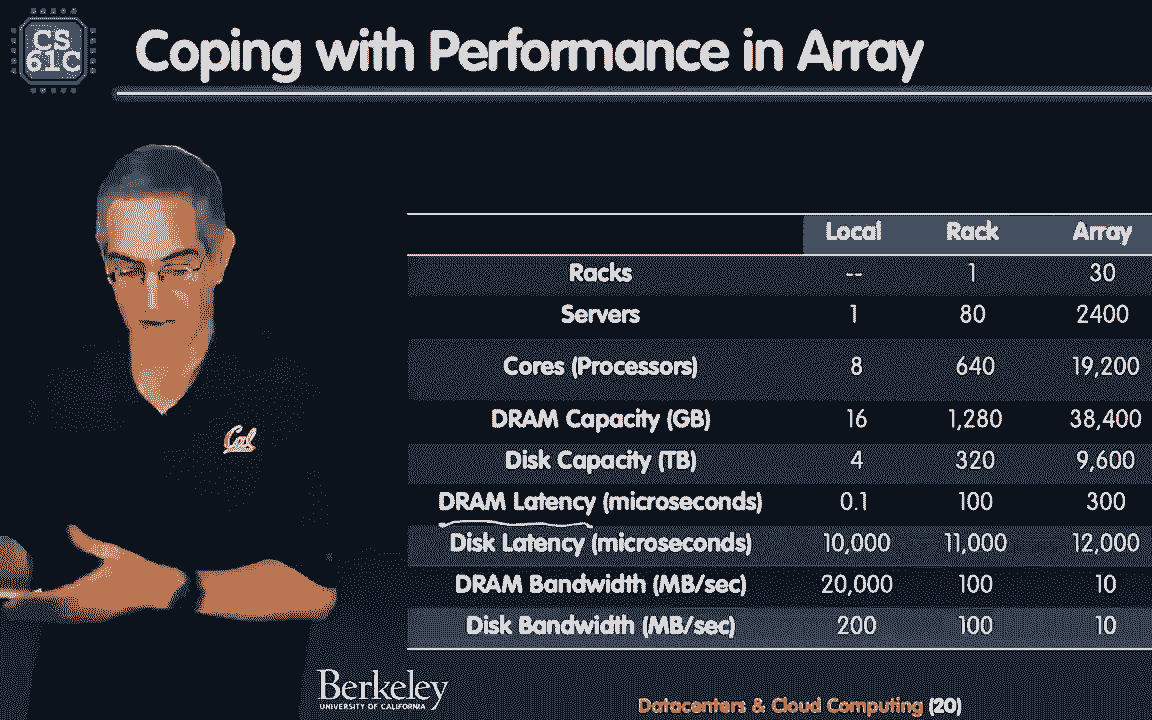 CS
61C
Coping with Performance in Array
Local Rack Array
Racks -- 1 30
Servers 1 80 2400
Cores (Processors) 8 640 19,200
DRAM Capacity (GB) 16 1,280 38,400
Disk Capacity (TB) 4 320 9,600
DRAM Latency (microseconds) 0.1 100 300
Disk Latency (microseconds) 10,000 11,000 12,000
DRAM Bandwidth (MB/sec) 20,000 100 10
Disk Bandwidth (MB/sec) 200 100 10
Cal
Berkeley
UNIVERSITY OF CALIFORNIA
Datacenters & Cloud Computing (20)